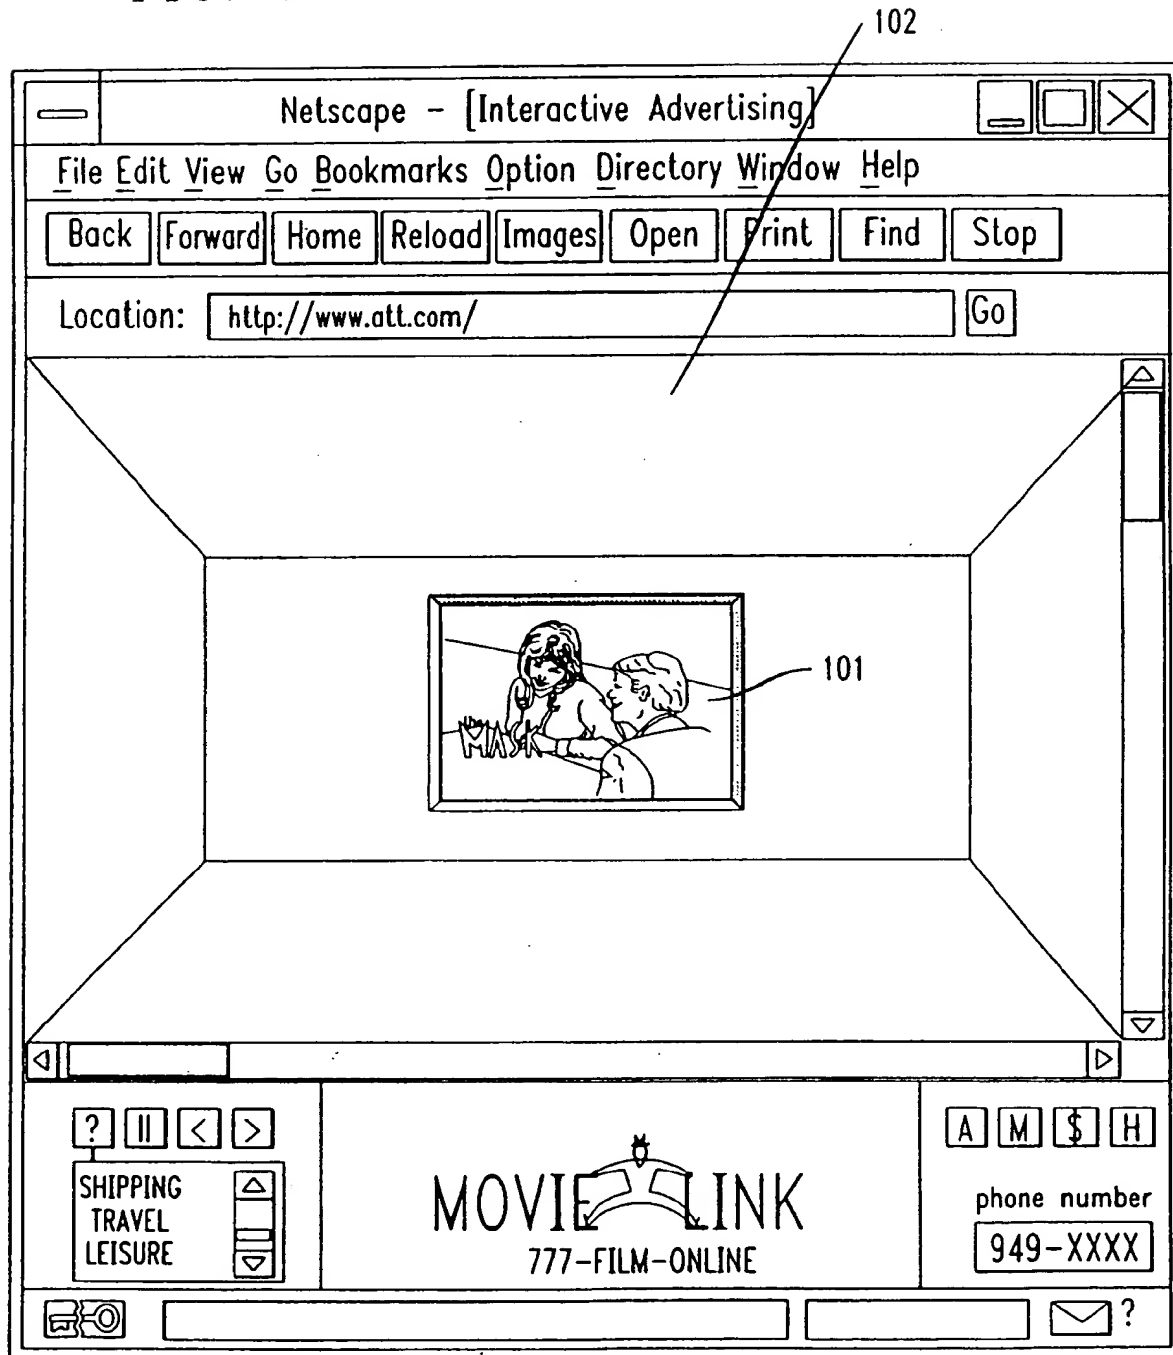 102
Netscape - [Interactive Advertising]
File Edit View Go Bookmarks Option Directory Window Help
Back Forward Home Reload Images Open Print Find Stop
Location: http://www.att.com/ Go
101
MASK
? II < > A M $ H
SHIPPING
TRAVEL
LEISURE
MOVIE LINK
777-FILM-ONLINE
phone number
949-XXXX
?